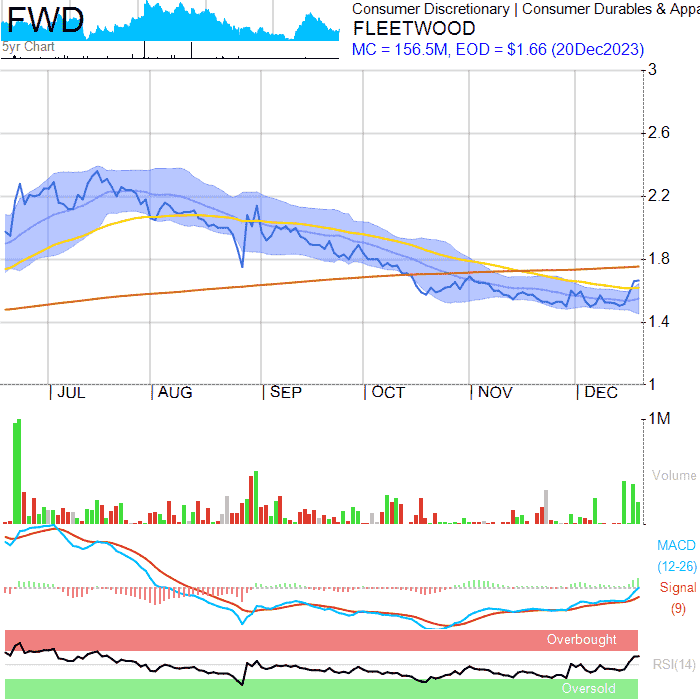 FWD
5yr Chart
Consumer Discretionary | Consumer Durables & Appa
FLEETWOOD
MC = 156.5M, EOD = $1.66 (20Dec2023)
3
2.6
2.2
1.8
1.4
1
JUL AUG SEP OCT NOV DEC
1M
Volume
MACD
(12-26)
Signal
(9)
Overbought
RSI(14)
Oversold